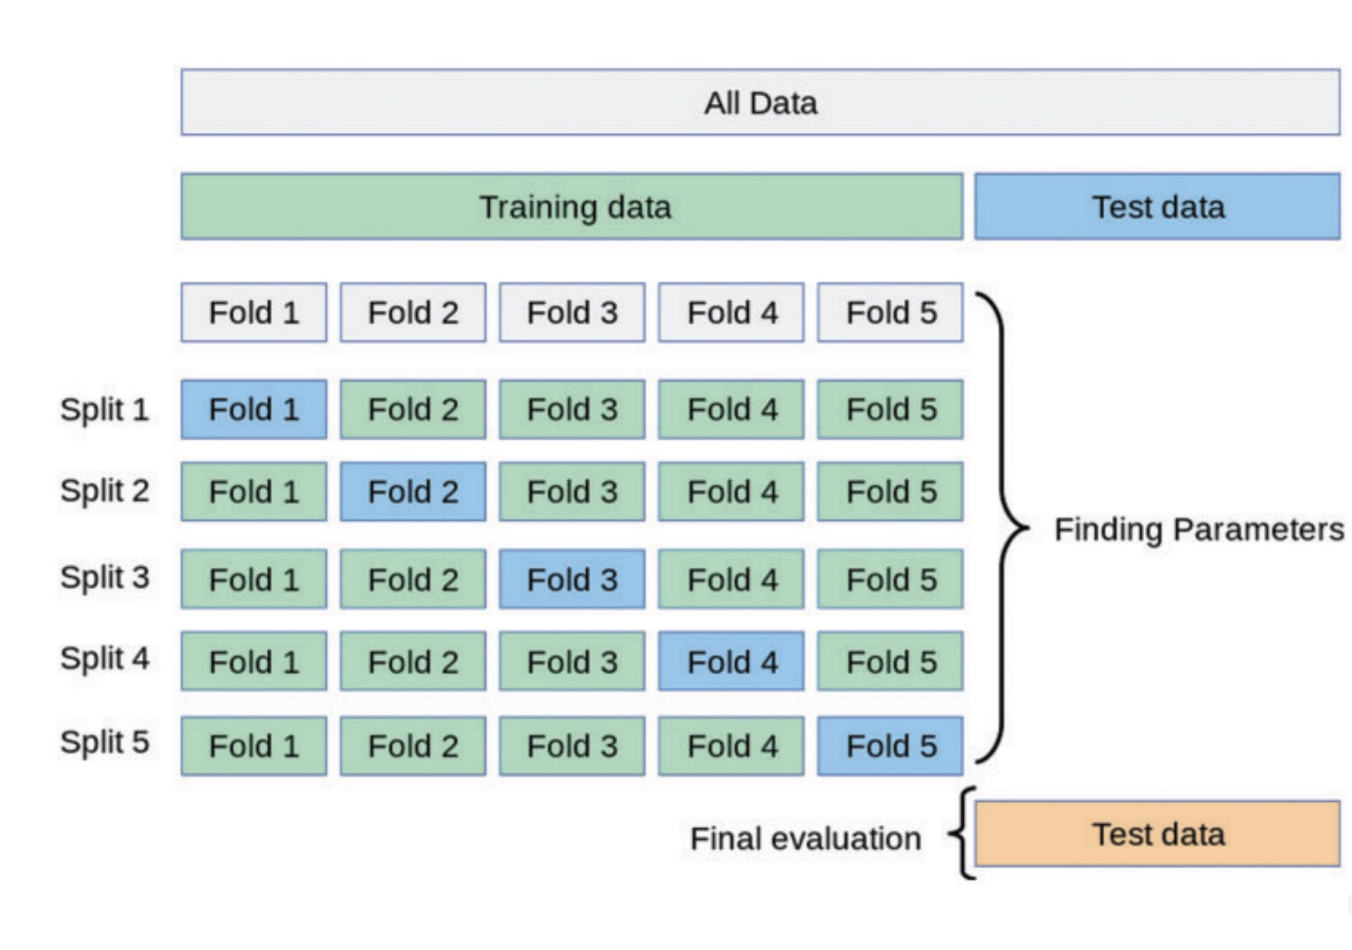 All Data
Training data Test data
Fold 1 Fold 2 Fold 3 Fold 4 Fold 5
Split 1 Fold 1 Fold 2 Fold 3 Fold 4 Fold 5
Split 2 Fold 1 Fold 2 Fold 3 Fold 4 Fold 5
Finding Parameters
Split 3 Fold 1 Fold 2 Fold 3 Fold 4 Fold 5
Split 4 Fold 1 Fold 2 Fold 3 Fold 4 Fold 5
Split 5 Fold 1 Fold 2 Fold 3 Fold 4 Fold 5
Final evaluation Test data